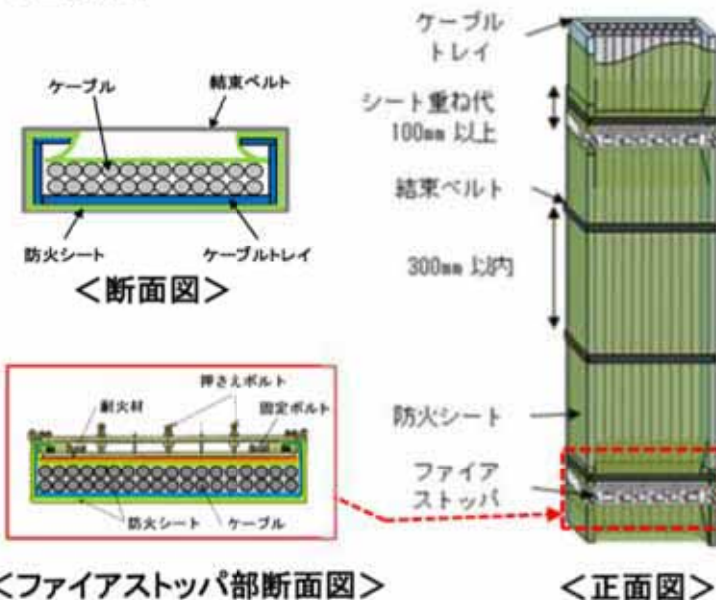 ケーブル
結束ベルト
防火シート
ケーブルトレイ
<断面図>
押さえボルト
耐火材
固定ボルト
防火シート
ケーブル
<ファイアストッパ部断面図>
ケーブル
トレイ
シート重ね代
100mm 以上
結束ベルト
300mm 以内
防火シート
ファイア
ストッパ
<正面図>